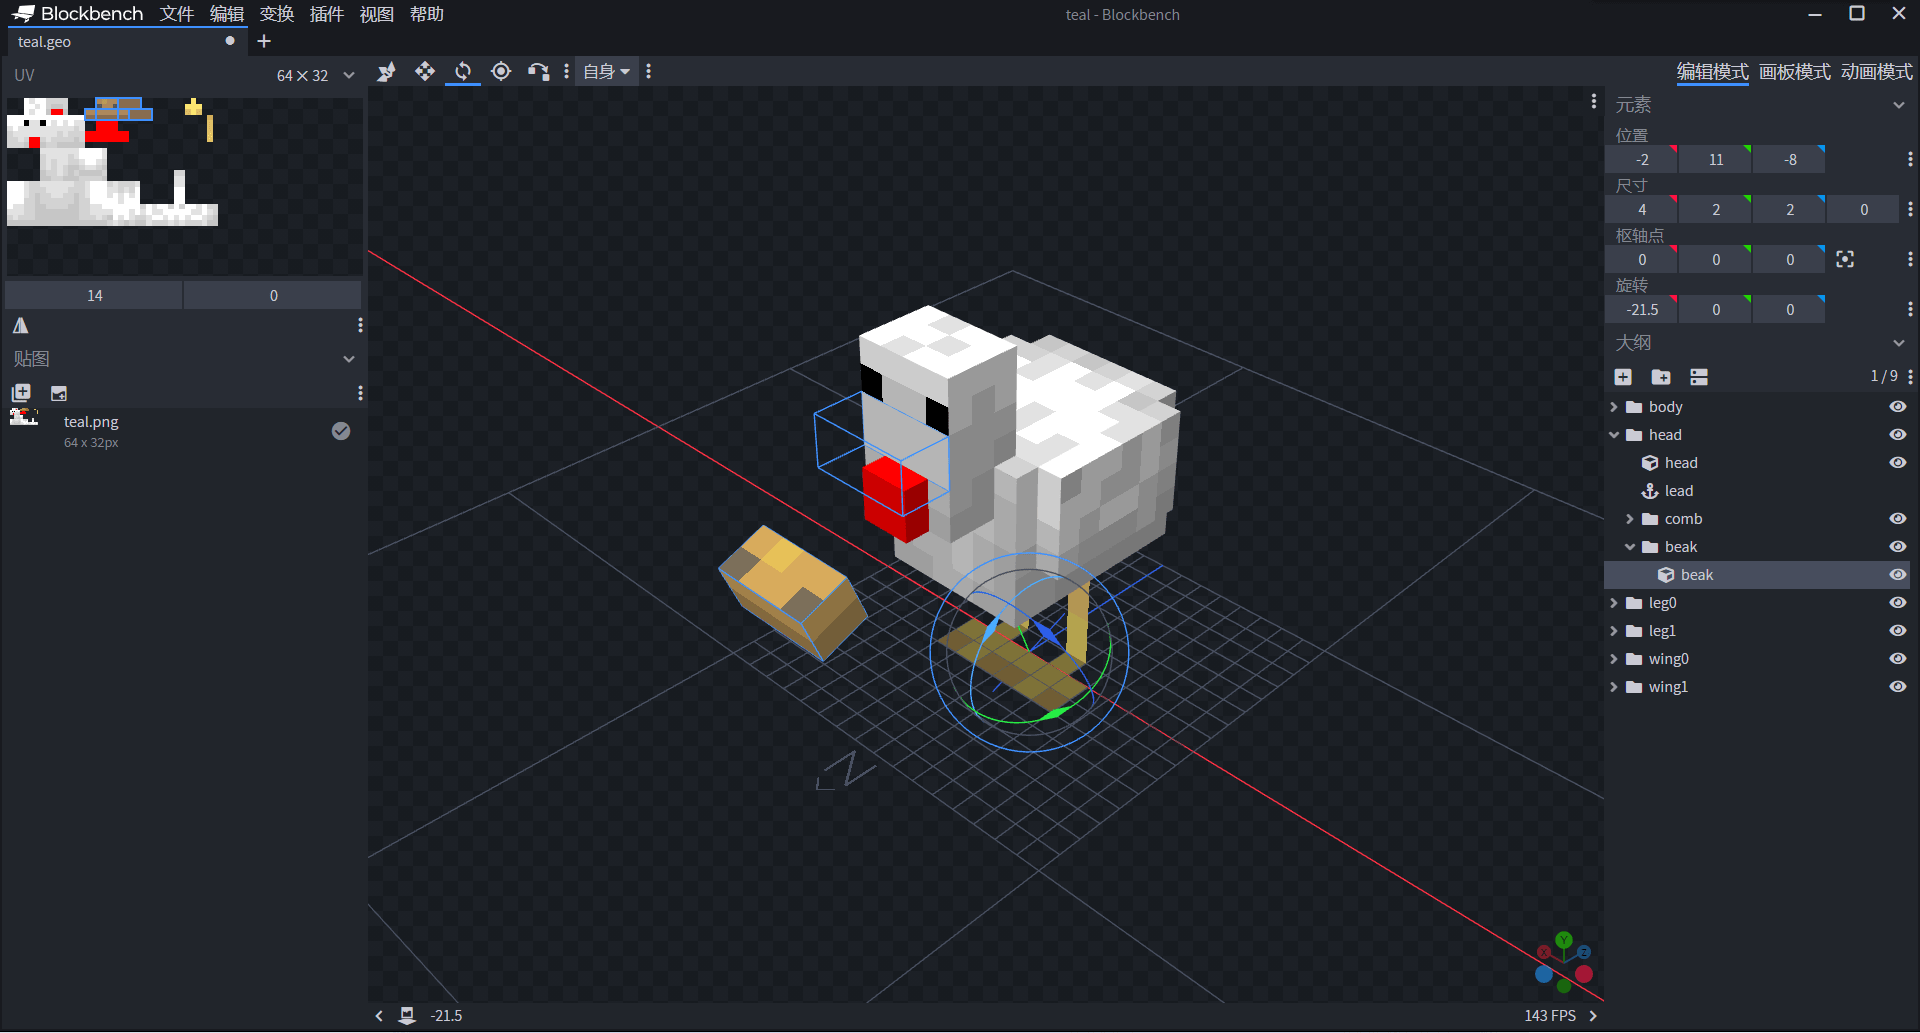 Blockbench 文件 编辑 变换 插件 视图 帮助
teal - Blockbench
teal.geo
UV 64×32
自身
编辑模式 画板模式 动画模式
14 0
贴图
teal.png
64 x 32px
元素
位置
-2 11 -8
尺寸
4 2 2 0
枢轴点
0 0 0
旋转
-21.5 0 0
大纲
1 / 9
body
head
head
lead
comb
beak
beak
leg0
leg1
wing0
wing1
N
Y
X
Z
-21.5
143 FPS